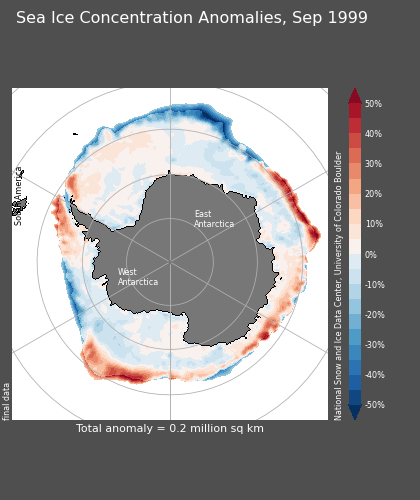 Sea Ice Concentration Anomalies, Sep 1999
South America
East
Antarctica
West
Antarctica
50%
40%
30%
20%
10%
0%
-10%
-20%
-30%
-40%
-50%
National Snow and Ice Data Center, University of Colorado Boulder
final data
Total anomaly = 0.2 million sq km